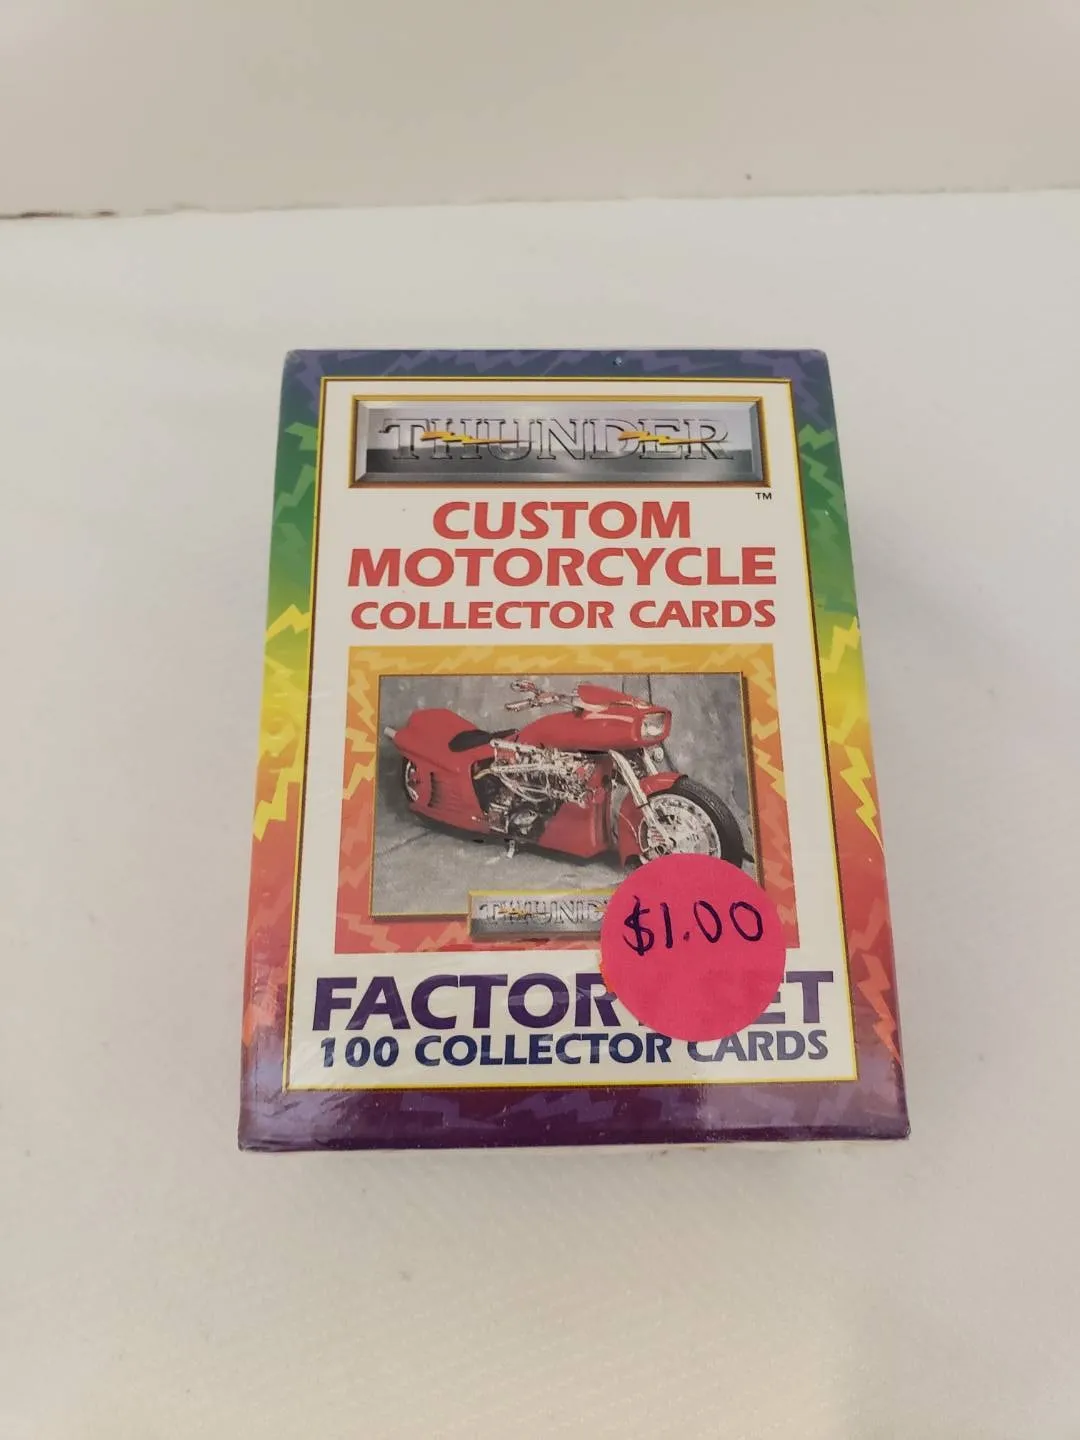 THUNDER
™
CUSTOM
MOTORCYCLE
COLLECTOR CARDS
$1.00
100 COLLECTOR CARDS